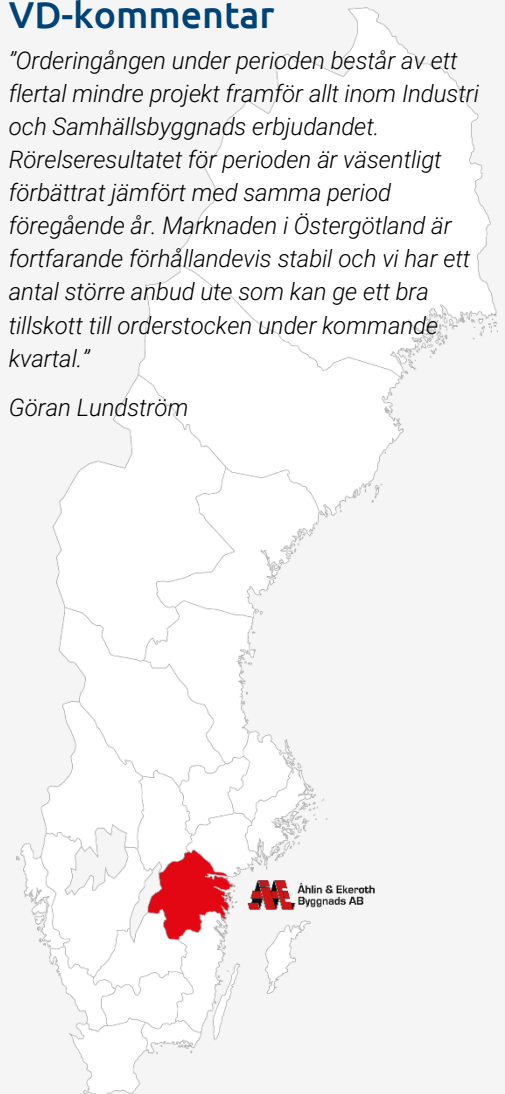 VD-kommentar
”Orderingången under perioden består av ett
flertal mindre projekt framför allt inom Industri
och Samhällsbyggnads erbjudandet.
Rörelseresultatet för perioden är väsentligt
förbättrat jämfört med samma period
föregående år. Marknaden i Östergötland är
fortfarande förhållandevis stabil och vi har ett
antal större anbud ute som kan ge ett bra
tillskott till orderstocken under kommande
kvartal.”
Göran Lundström
Åhlin & Ekeroth
Byggnads AB